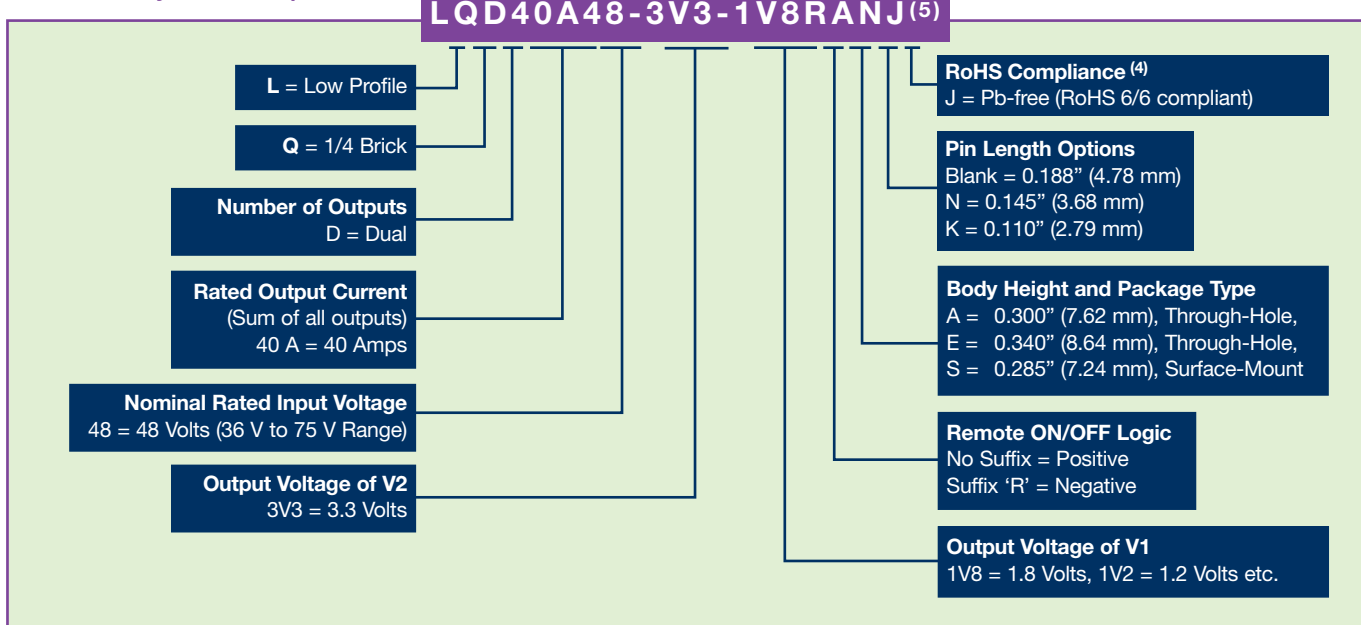 LQD40A48-3V3-1V8RANJ(5)
L = Low Profile
Q = 1/4 Brick
Number of Outputs
D = Dual
Rated Output Current
(Sum of all outputs)
40 A = 40 Amps
Nominal Rated Input Voltage
48 = 48 Volts (36 V to 75 V Range)
Output Voltage of V2
3V3 = 3.3 Volts
RoHS Compliance (4)
J = Pb-free (RoHS 6/6 compliant)
Pin Length Options
Blank = 0.188” (4.78 mm)
N = 0.145” (3.68 mm)
K = 0.110” (2.79 mm)
Body Height and Package Type
A = 0.300” (7.62 mm), Through-Hole,
E = 0.340” (8.64 mm), Through-Hole,
S = 0.285” (7.24 mm), Surface-Mount
Remote ON/OFF Logic
No Suffix = Positive
Suffix ‘R’ = Negative
Output Voltage of V1
1V8 = 1.8 Volts, 1V2 = 1.2 Volts etc.